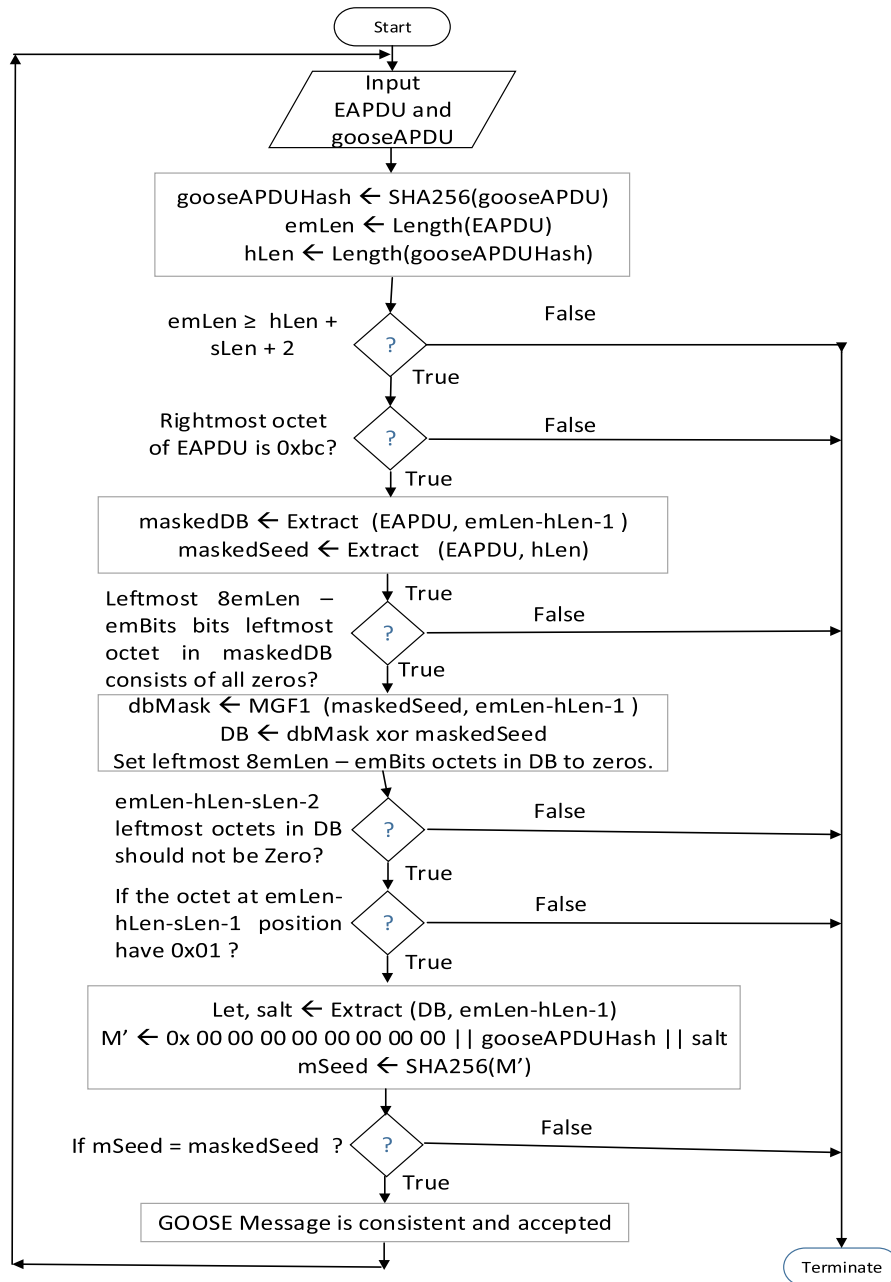 Start
Input
EAPDU and
gooseAPDU
gooseAPDUHash ← SHA256(gooseAPDU)
emLen ← Length(EAPDU)
hLen ← Length(gooseAPDUHash)
emLen ≥ hLen +
sLen + 2
?
False
True
Rightmost octet
of EAPDU is 0xbc?
?
False
True
maskedDB ← Extract (EAPDU, emLen-hLen-1 )
maskedSeed ← Extract (EAPDU, hLen)
True
Leftmost 8emLen –
emBits bits leftmost
octet in maskedDB
consists of all zeros?
?
False
True
dbMask ← MGF1 (maskedSeed, emLen-hLen-1 )
DB ← dbMask xor maskedSeed
Set leftmost 8emLen – emBits octets in DB to zeros.
emLen-hLen-sLen-2
leftmost octets in DB
should not be Zero?
?
False
True
If the octet at emLen-
hLen-sLen-1 position
have 0x01 ?
?
False
True
Let, salt ← Extract (DB, emLen-hLen-1)
M’ ← 0x 00 00 00 00 00 00 00 00 || gooseAPDUHash || salt
mSeed ← SHA256(M’)
If mSeed = maskedSeed ?
?
False
True
GOOSE Message is consistent and accepted
Terminate